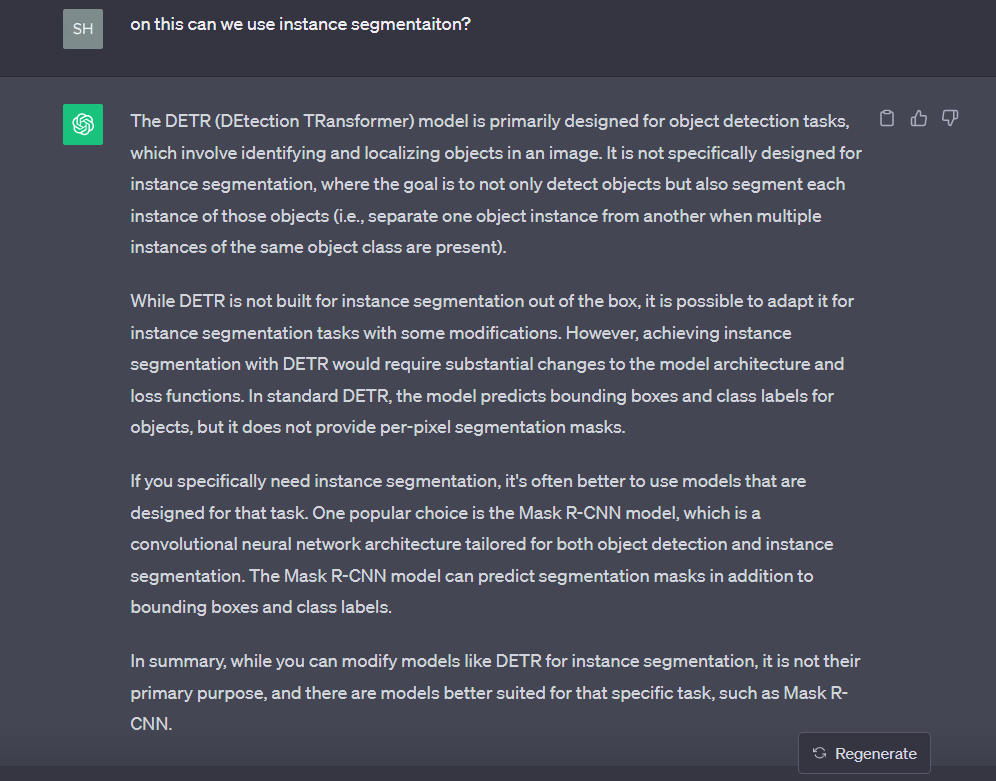 SH
on this can we use instance segmentaiton?
The DETR (DEtection TRansformer) model is primarily designed for object detection tasks,
which involve identifying and localizing objects in an image. It is not specifically designed for
instance segmentation, where the goal is to not only detect objects but also segment each
instance of those objects (i.e., separate one object instance from another when multiple
instances of the same object class are present).
While DETR is not built for instance segmentation out of the box, it is possible to adapt it for
instance segmentation tasks with some modifications. However, achieving instance
segmentation with DETR would require substantial changes to the model architecture and
loss functions. In standard DETR, the model predicts bounding boxes and class labels for
objects, but it does not provide per-pixel segmentation masks.
If you specifically need instance segmentation, it's often better to use models that are
designed for that task. One popular choice is the Mask R-CNN model, which is a
convolutional neural network architecture tailored for both object detection and instance
segmentation. The Mask R-CNN model can predict segmentation masks in addition to
bounding boxes and class labels.
In summary, while you can modify models like DETR for instance segmentation, it is not their
primary purpose, and there are models better suited for that specific task, such as Mask R-
CNN.
Regenerate